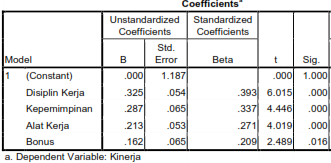 Coefficientsª
Unstandardized Coefficients Standardized Coefficients
Model B Std. Error Beta t Sig.
1 (Constant) .000 1.187 .000 1.000
Disiplin Kerja .325 .054 .393 6.015 .000
Kepemimpinan .287 .065 .337 4.446 .000
Alat Kerja .213 .053 .271 4.019 .000
Bonus .162 .065 .209 2.489 .016
a. Dependent Variable: Kinerja